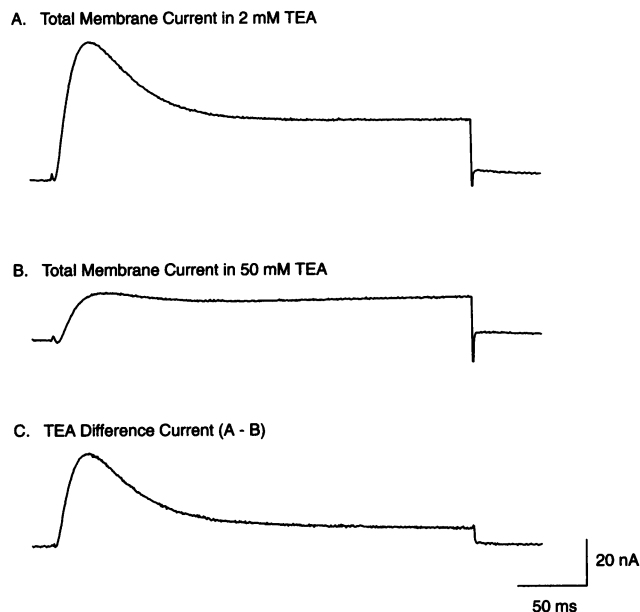 A. Total Membrane Current in 2 mM TEA
B. Total Membrane Current in 50 mM TEA
C. TEA Difference Current (A - B)
20 nA
50 ms